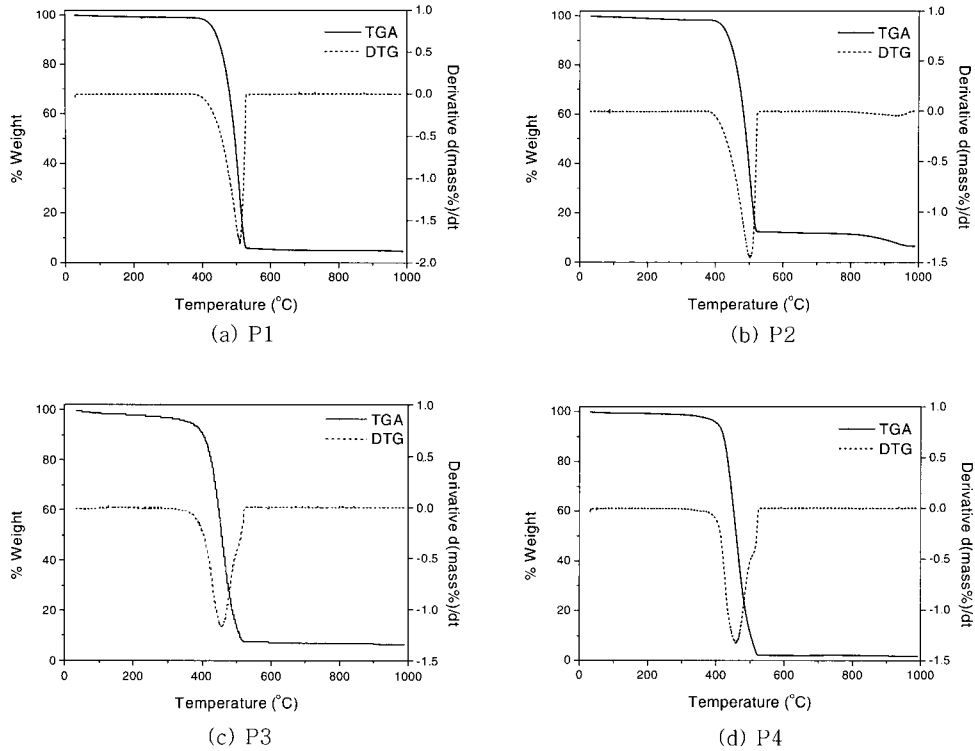 100
80
60
40
20
0
% Weight
TGA
DTG
1.0
0.5
0.0
-0.5
-1.0
-1.5
-2.0
Derivative d(mass%)/dt
0 200 400 600 800 1000
Temperature (°C)
(a) P1
100
80
60
40
20
0
% Weight
TGA
DTG
1.0
0.5
0.0
-0.5
-1.0
-1.5
Derivative d(mass%)/dt
0 200 400 600 800 1000
Temperature (°C)
(b) P2
100
80
60
40
20
0
% Weight
TGA
DTG
1.0
0.5
0.0
-0.5
-1.0
-1.5
Derivative d(mass%)/dt
0 200 400 600 800 1000
Temperature (°C)
(c) P3
100
80
60
40
20
0
% Weight
TGA
DTG
1.0
0.5
0.0
-0.5
-1.0
-1.5
Derivative d(mass%)/dt
0 200 400 600 800 1000
Temperature (°C)
(d) P4